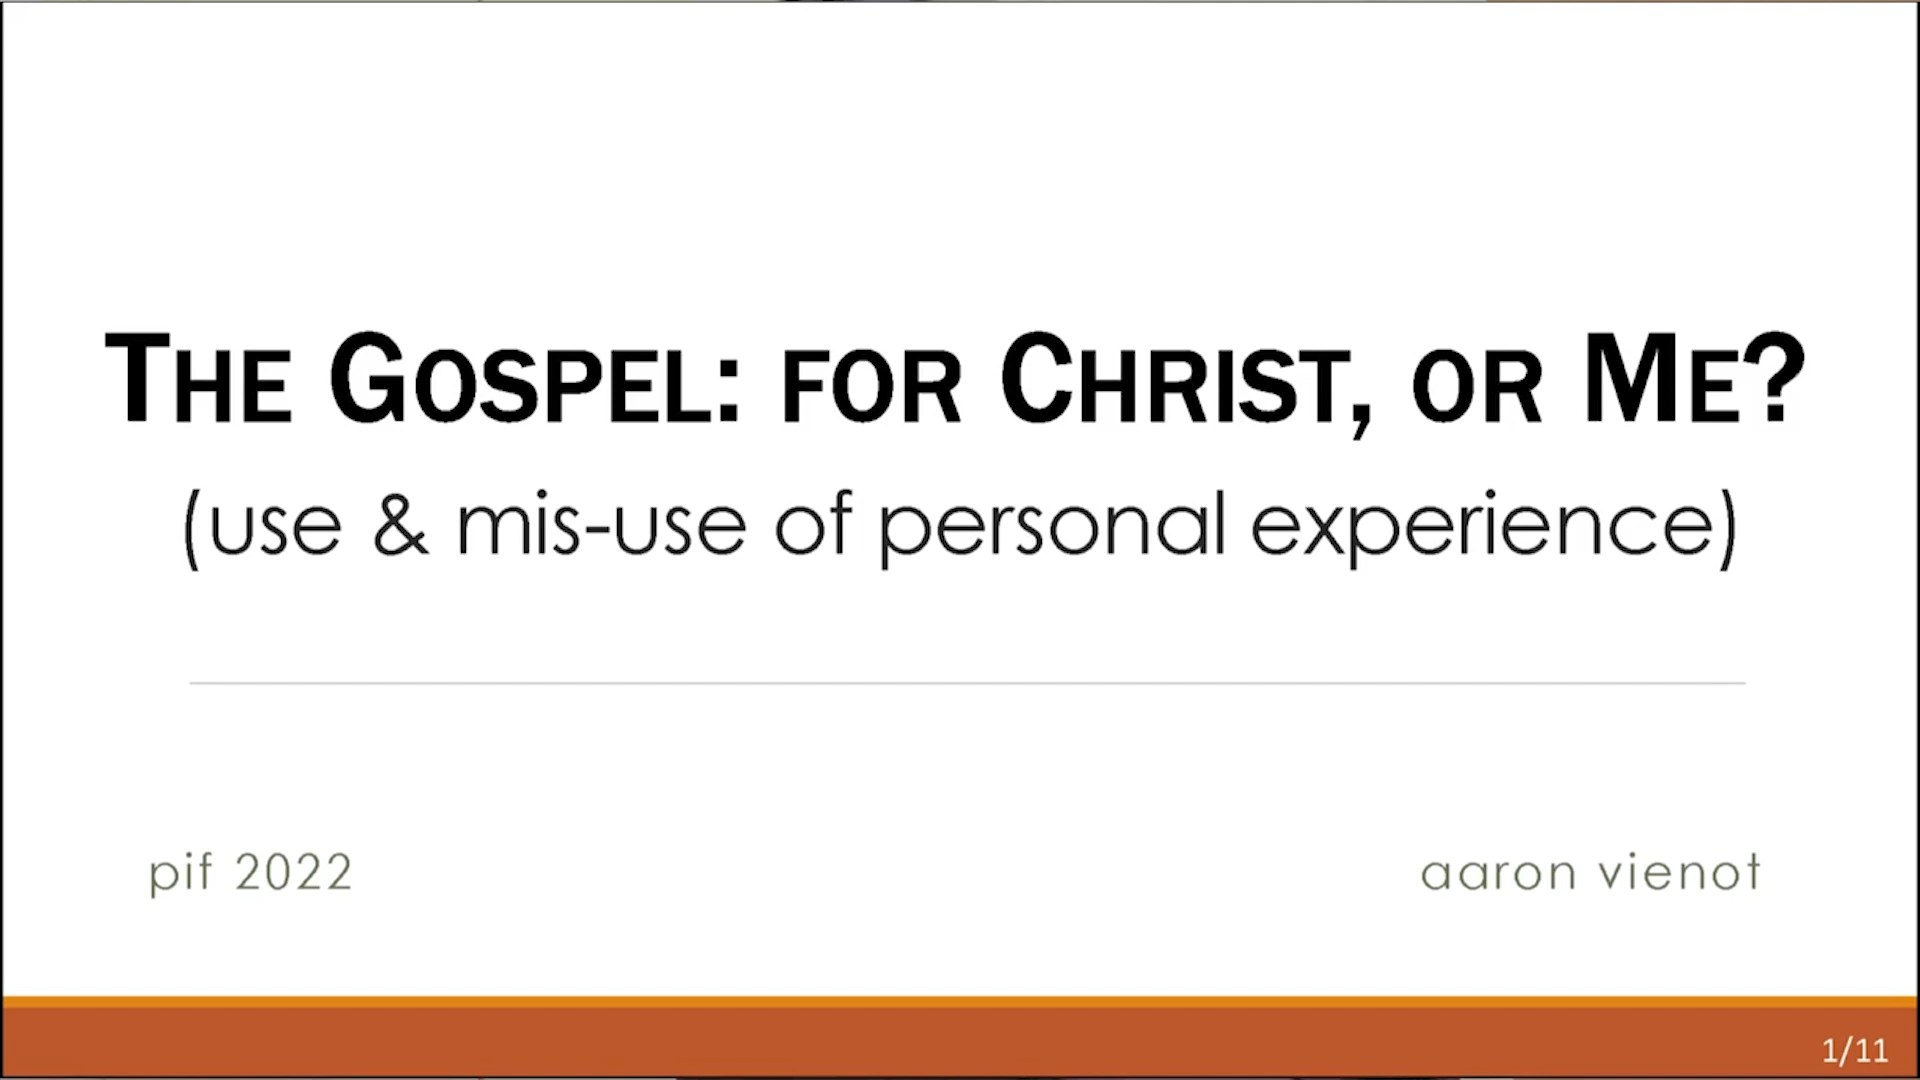 The Gospel: for Christ, or Me?
(use & mis-use of personal experience)
pif 2022
aaron vienot
1/11